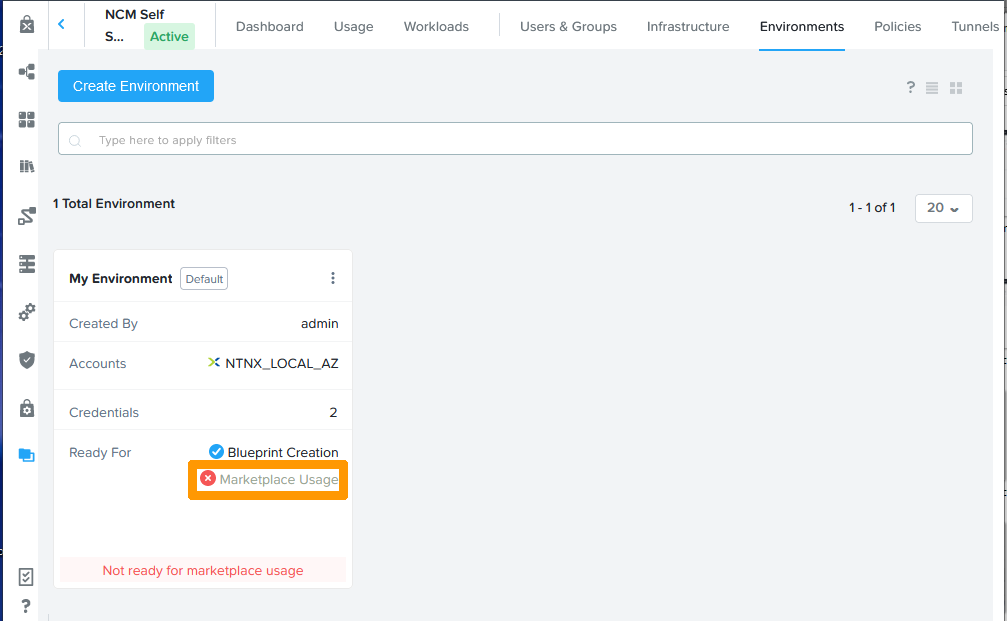 NCM Self
S... Active
Dashboard Usage Workloads Users & Groups Infrastructure Environments Policies Tunnels
Create Environment
?
Type here to apply filters
1 Total Environment
1 - 1 of 1 20
My Environment Default
Created By admin
Accounts NTNX_LOCAL_AZ
Credentials 2
Ready For Blueprint Creation
Marketplace Usage
Not ready for marketplace usage
?